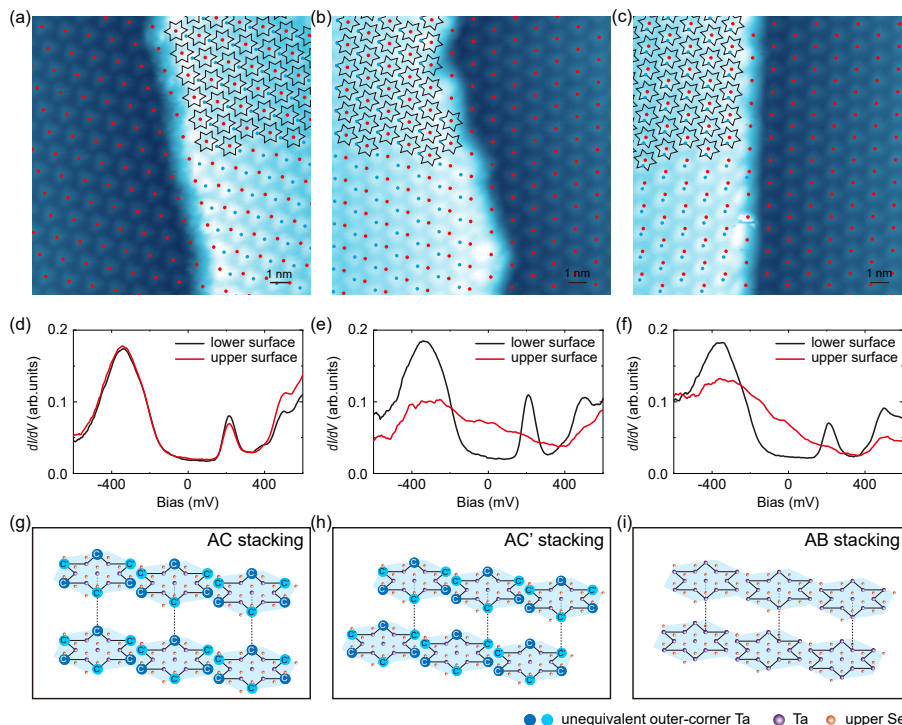 (a) (b) (c)
1 nm 1 nm 1 nm
(d) (e) (f)
0.2 0.2 0.2
lower surface lower surface lower surface
upper surface upper surface upper surface
dI/dV (arb.units) dI/dV (arb.units) dI/dV (arb.units)
0.1 0.1 0.1
0.0 0.0 0.0
-400 0 400 -400 0 400 -400 0 400
Bias (mV) Bias (mV) Bias (mV)
(g) (h) (i)
AC stacking AC' stacking AB stacking
unequivalent outer-corner Ta Ta upper Se